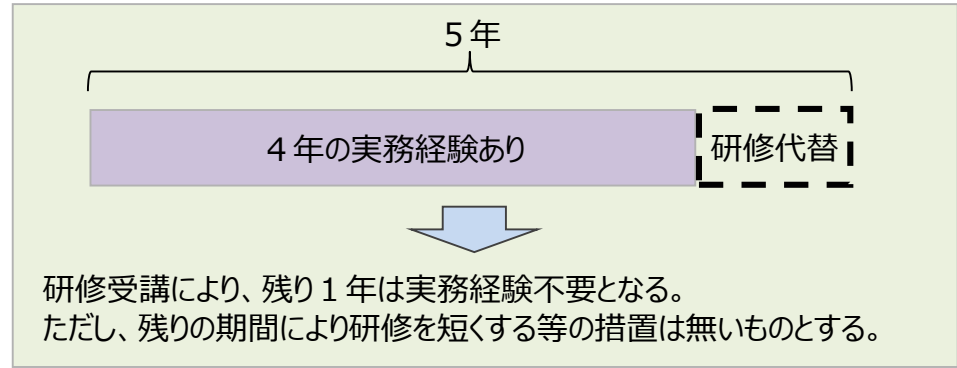 ５年
４年の実務経験あり
研修代替
研修受講により、残り１年は実務経験不要となる。
ただし、残りの期間により研修を短くする等の措置は無いものとする。